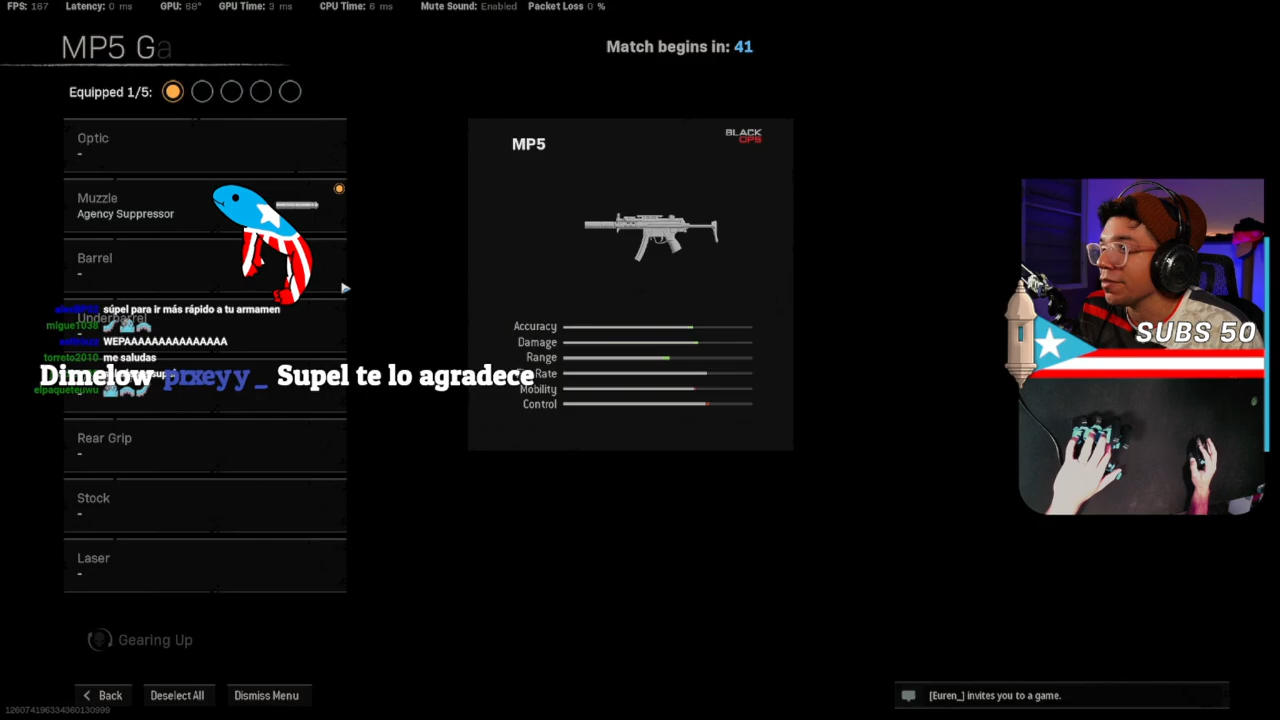 FPS: 167 Latency: 0 ms GPU: 68° GPU Time: 3 ms CPU Time: 6 ms Mute Sound: Enabled Packet Loss 0 %
MP5 Ga
Match begins in: 41
Equipped 1/5:
Optic
-
Muzzle
Agency Suppressor
Barrel
-
súpel para ir más rápido a tu armamen
Underbarrel
migue1038
WEPAAAAAAAAAAAAAAA
torreto2010 me saludas
Dimelow prxeyy_ Supel te lo agradece
elpaqueteuwu
Rear Grip
-
Stock
-
Laser
-
MP5
BLACK
OPS
Accuracy
Damage
Range
Rate
Mobility
Control
SUBS 50
Gearing Up
Back
Deselect All
Dismiss Menu
[Euren_] invites you to a game.